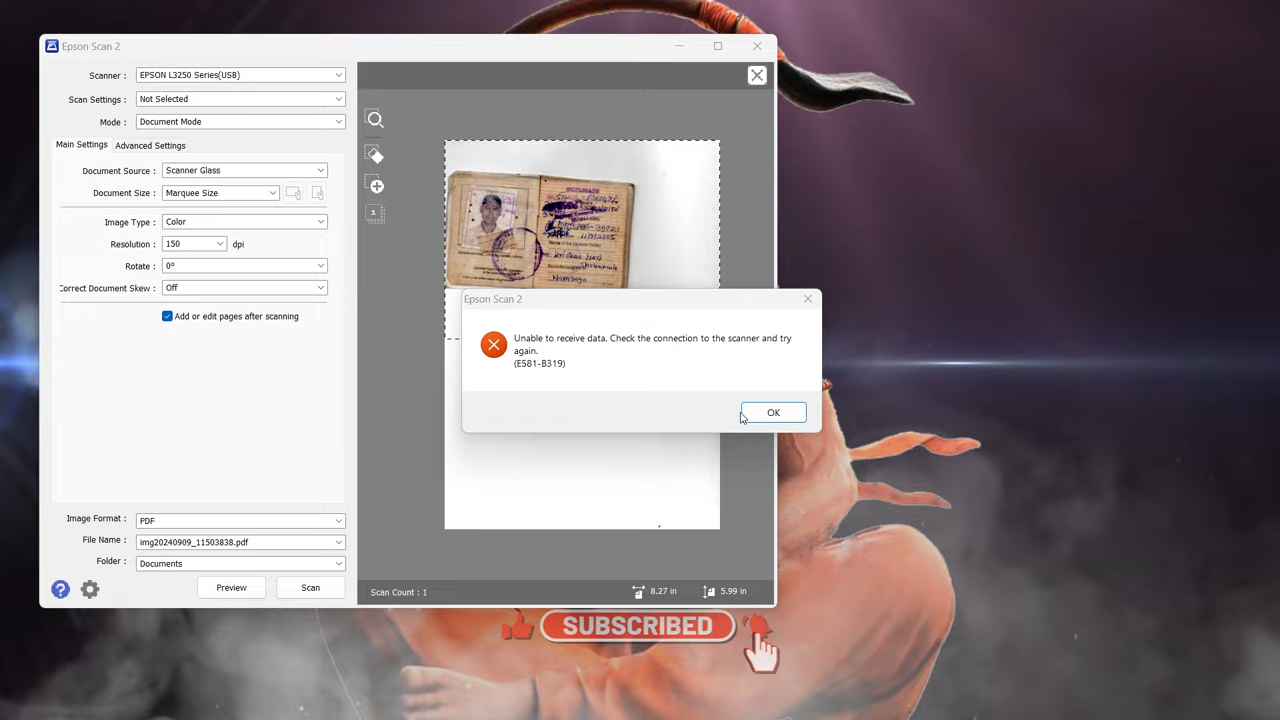 Epson Scan 2
Scanner :
EPSON L3250 Series(USB)
Scan Settings :
Not Selected
Mode :
Document Mode
Main Settings
Advanced Settings
Document Source :
Scanner Glass
Document Size :
Marquee Size
Image Type :
Color
Resolution :
150
dpi
Rotate :
0°
Correct Document Skew :
Off
Add or edit pages after scanning
Image Format :
PDF
File Name :
img20240909_11503838.pdf
Folder :
Documents
Preview
Scan
1
DUPLICATE
Epson Scan 2
Unable to receive data. Check the connection to the scanner and try
again.
(E581-B319)
OK
Scan Count : 1
8.27 in
5.99 in
SUBSCRIBED